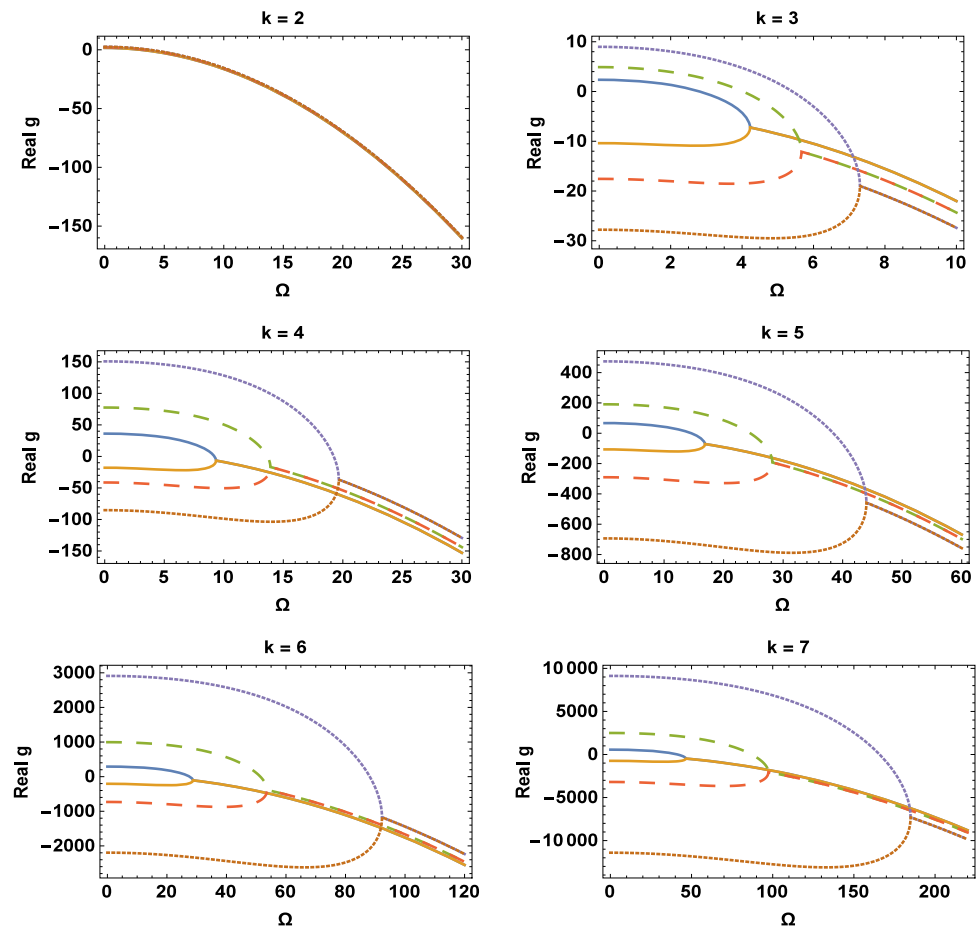 k = 2
0
−50
−100
−150
Real g
0 5 10 15 20 25 30
Ω
k = 3
10
0
−10
−20
−30
Real g
0 2 4 6 8 10
Ω
k = 4
150
100
50
0
−50
−100
−150
Real g
0 5 10 15 20 25 30
Ω
k = 5
400
200
0
−200
−400
−600
−800
Real g
0 10 20 30 40 50 60
Ω
k = 6
3000
2000
1000
0
−1000
−2000
Real g
0 20 40 60 80 100 120
Ω
k = 7
10 000
5000
0
−5000
−10 000
Real g
0 50 100 150 200
Ω